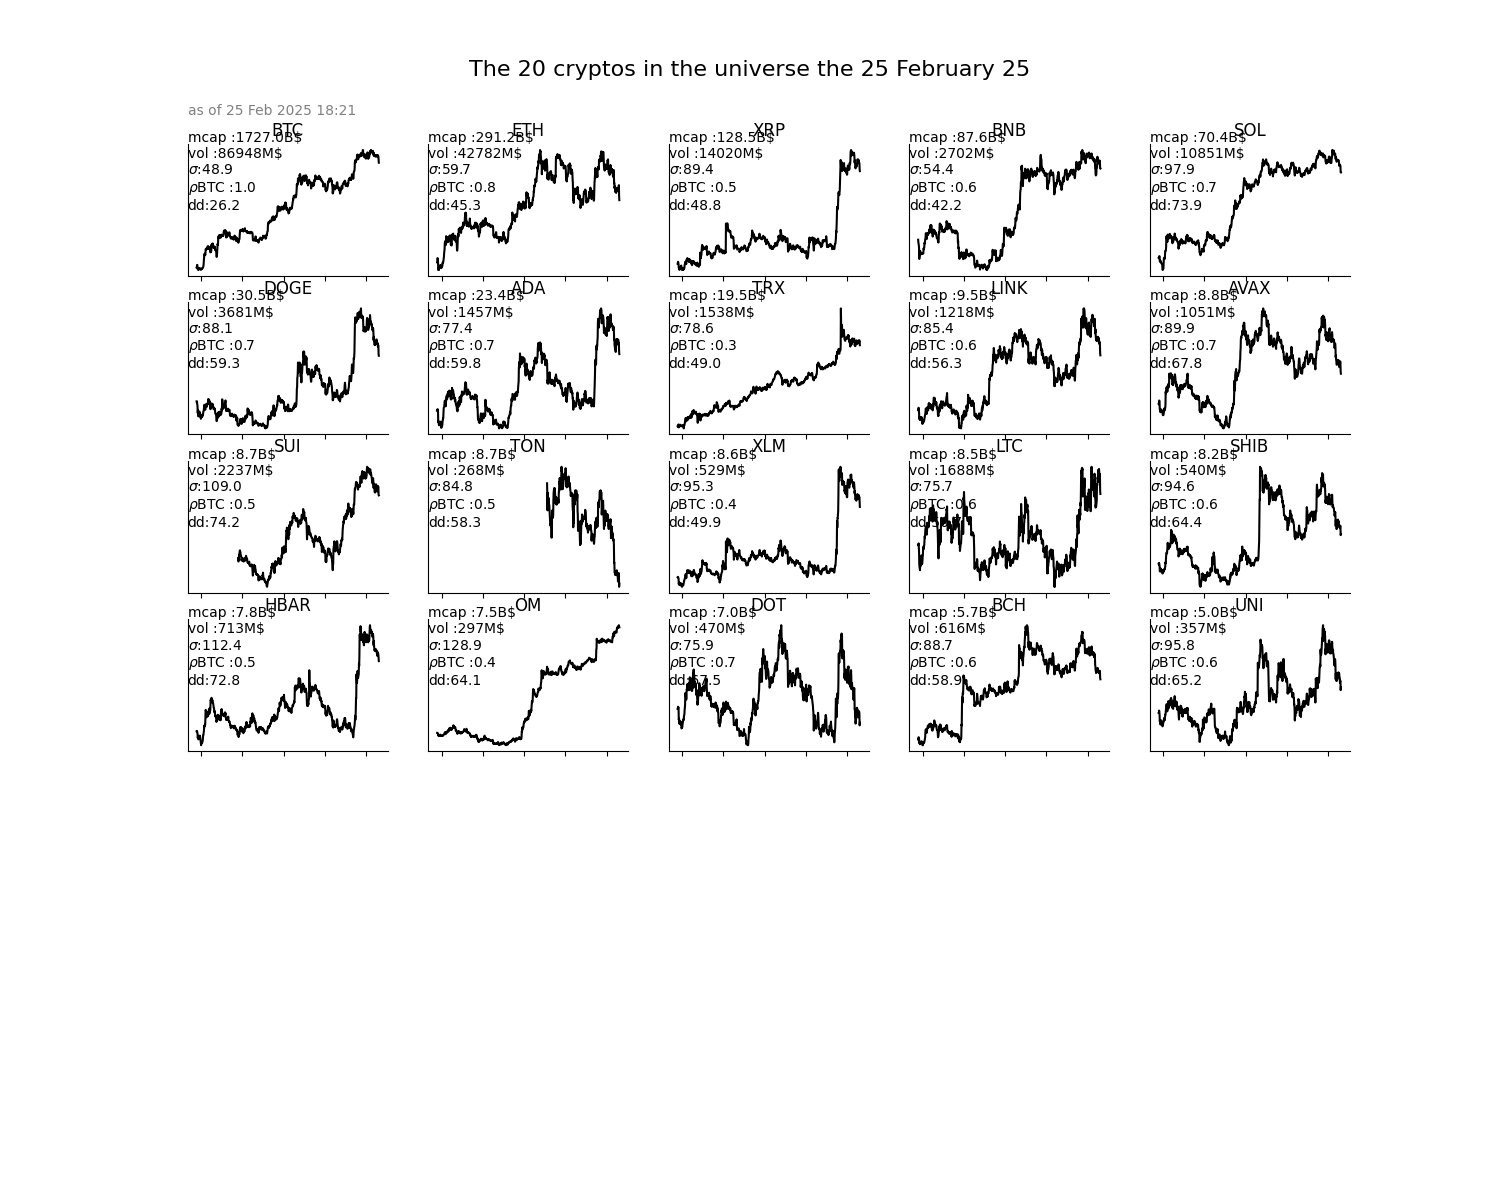 The 20 cryptos in the universe the 25 February 25
as of 25 Feb 2025 18:21
BTC
mcap :1727.0B$
vol :86948M$
σ:48.9
ρBTC :1.0
dd:26.2
ETH
mcap :291.2B$
vol :42782M$
σ:59.7
ρBTC :0.8
dd:45.3
XRP
mcap :128.5B$
vol :14020M$
σ:89.4
ρBTC :0.5
dd:48.8
BNB
mcap :87.6B$
vol :2702M$
σ:54.4
ρBTC :0.6
dd:42.2
SOL
mcap :70.4B$
vol :10851M$
σ:97.9
ρBTC :0.7
dd:73.9
DOGE
mcap :30.5B$
vol :3681M$
σ:88.1
ρBTC :0.7
dd:59.3
ADA
mcap :23.4B$
vol :1457M$
σ:77.4
ρBTC :0.7
dd:59.8
TRX
mcap :19.5B$
vol :1538M$
σ:78.6
ρBTC :0.3
dd:49.0
LINK
mcap :9.5B$
vol :1218M$
σ:85.4
ρBTC :0.6
dd:56.3
AVAX
mcap :8.8B$
vol :1051M$
σ:89.9
ρBTC :0.7
dd:67.8
SUI
mcap :8.7B$
vol :2237M$
σ:109.0
ρBTC :0.5
dd:74.2
TON
mcap :8.7B$
vol :268M$
σ:84.8
ρBTC :0.5
dd:58.3
XLM
mcap :8.6B$
vol :529M$
σ:95.3
ρBTC :0.4
dd:49.9
LTC
mcap :8.5B$
vol :1688M$
σ:75.7
ρBTC :0.6
SHIB
mcap :8.2B$
vol :540M$
σ:94.6
ρBTC :0.6
dd:64.4
HBAR
mcap :7.8B$
vol :713M$
σ:112.4
ρBTC :0.5
dd:72.8
OM
mcap :7.5B$
vol :297M$
σ:128.9
ρBTC :0.4
dd:64.1
DOT
mcap :7.0B$
vol :470M$
σ:75.9
ρBTC :0.7
dd:67.5
BCH
mcap :5.7B$
vol :616M$
σ:88.7
ρBTC :0.6
dd:58.9
UNI
mcap :5.0B$
vol :357M$
σ:95.8
ρBTC :0.6
dd:65.2